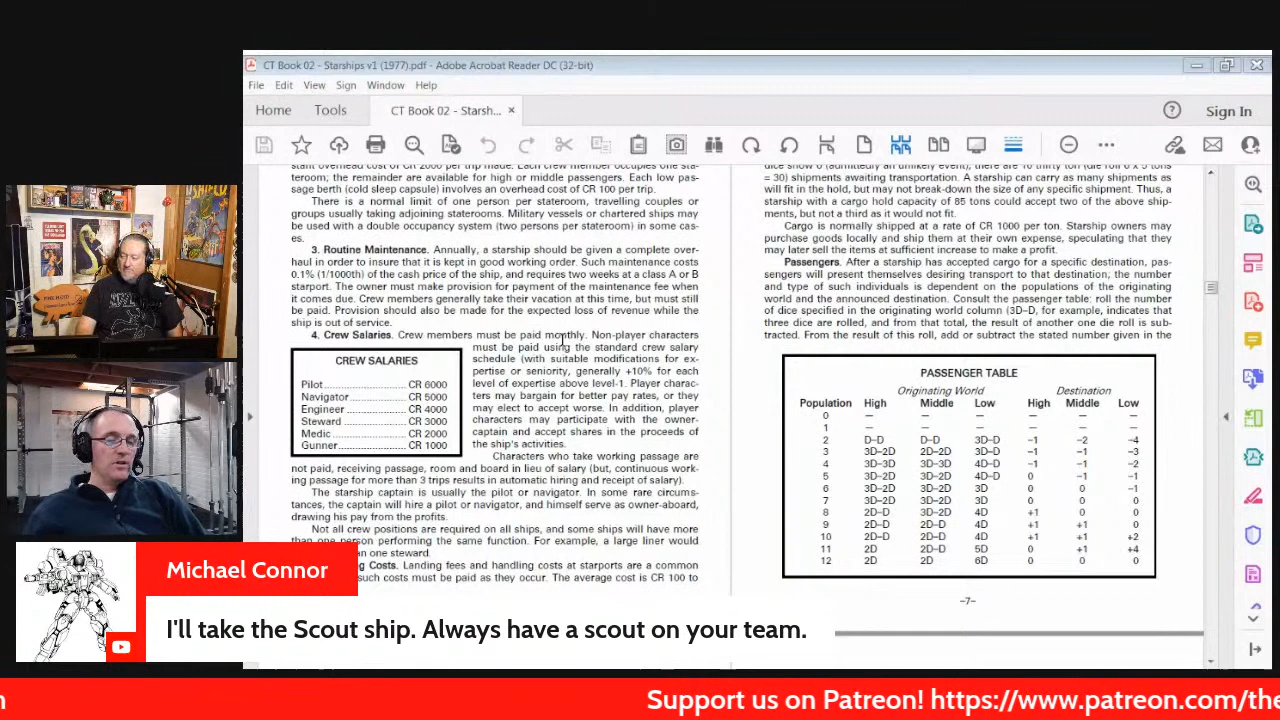 CT Book 02 - Starships v1 (1977).pdf - Adobe Acrobat Reader DC (32-bit)
File Edit View Sign Window Help
Home Tools CT Book 02 - Starsh... × Sign In
stant overhead cost of CR 2000 per trip made. Each crew member occupies one sta-
teroom; the remainder are available for high or middle passengers. Each low pas-
sage berth (cold sleep capsule) involves an overhead cost of CR 100 per trip.
There is a normal limit of one person per stateroom, travelling couples or
groups usually taking adjoining staterooms. Military vessels or chartered ships may
be used with a double occupancy system (two persons per stateroom) in some cas-
es.
3. Routine Maintenance. Annually, a starship should be given a complete over-
haul in order to insure that it is kept in good working order. Such maintenance costs
0.1% (1/1000th) of the cash price of the ship, and requires two weeks at a class A or B
starport. The owner must make provision for payment of the maintenance fee when
it comes due. Crew members generally take their vacation at this time, but must still
be paid. Provision should also be made for the expected loss of revenue while the
ship is out of service.
4. Crew Salaries. Crew members must be paid monthly. Non-player characters
must be paid using the standard crew salary
schedule (with suitable modifications for ex-
pertise or seniority, generally +10% for each
level of expertise above level-1. Player charac-
ters may bargain for better pay rates, or they
may elect to accept worse. In addition, player
characters may participate with the owner-
captain and accept shares in the proceeds of
the ship's activities.
CREW SALARIES
Pilot.......................... CR 6000
Navigator.................. CR 5000
Engineer................... CR 4000
Steward.................... CR 3000
Medic....................... CR 2000
Gunner..................... CR 1000
Characters who take working passage are
not paid, receiving passage, room and board in lieu of salary (but, continuous work-
ing passage for more than 3 trips results in automatic hiring and receipt of salary).
The starship captain is usually the pilot or navigator. In some rare circums-
tances, the captain will hire a pilot or navigator, and himself serve as owner-aboard,
drawing his pay from the profits.
Not all crew positions are required on all ships, and some ships will have more
than one person performing the same function. For example, a large liner would
an one steward.
Costs. Landing fees and handling costs at starports are a common
such costs must be paid as they occur. The average cost is CR 100 to
dice show 6 (admittedly an unlikely event), there are 10 thirty ton (die roll 6 x 5 tons
= 30) shipments awaiting transportation. A starship can carry as many shipments as
will fit in the hold, but may not break-down the size of any specific shipment. Thus, a
starship with a cargo hold capacity of 85 tons could accept two of the above ship-
ments, but not a third as it would not fit.
Cargo is normally shipped at a rate of CR 1000 per ton. Starship owners may
purchase goods locally and ship them at their own expense, speculating that they
may later sell the items at sufficient increase to make a profit.
Passengers. After a starship has accepted cargo for a specific destination, pas-
sengers will present themselves desiring transport to that destination, the number
and type of such individuals is dependent on the populations of the originating
world and the announced destination. Consult the passenger table: roll the number
of dice specified in the originating world column (3D–D, for example, indicates that
three dice are rolled, and from that total, the result of another one die roll is sub-
tracted. From the result of this roll, add or subtract the stated number given in the
PASSENGER TABLE
Originating World Destination
Population High Middle Low High Middle Low
0 — — — — — —
1 — — — — — —
2 D–D D–D 3D–D −1 −2 −4
3 3D–2D 2D–2D 3D–D −1 −1 −3
4 3D–3D 3D–3D 4D–D −1 −1 −2
5 3D–2D 3D–2D 4D–D 0 −1 −1
6 3D–2D 3D–2D 3D 0 0 −1
7 3D–2D 3D–2D 3D 0 0 0
8 2D–D 3D–2D 4D +1 0 0
9 2D–D 2D–D 4D +1 +1 0
10 2D–D 2D–D 4D +1 +1 +2
11 2D 2D–D 5D 0 +1 +4
12 2D 2D 6D 0 0 0
–7–
Michael Connor
I'll take the Scout ship. Always have a scout on your team.
Support us on Patreon! https://www.patreon.com/the